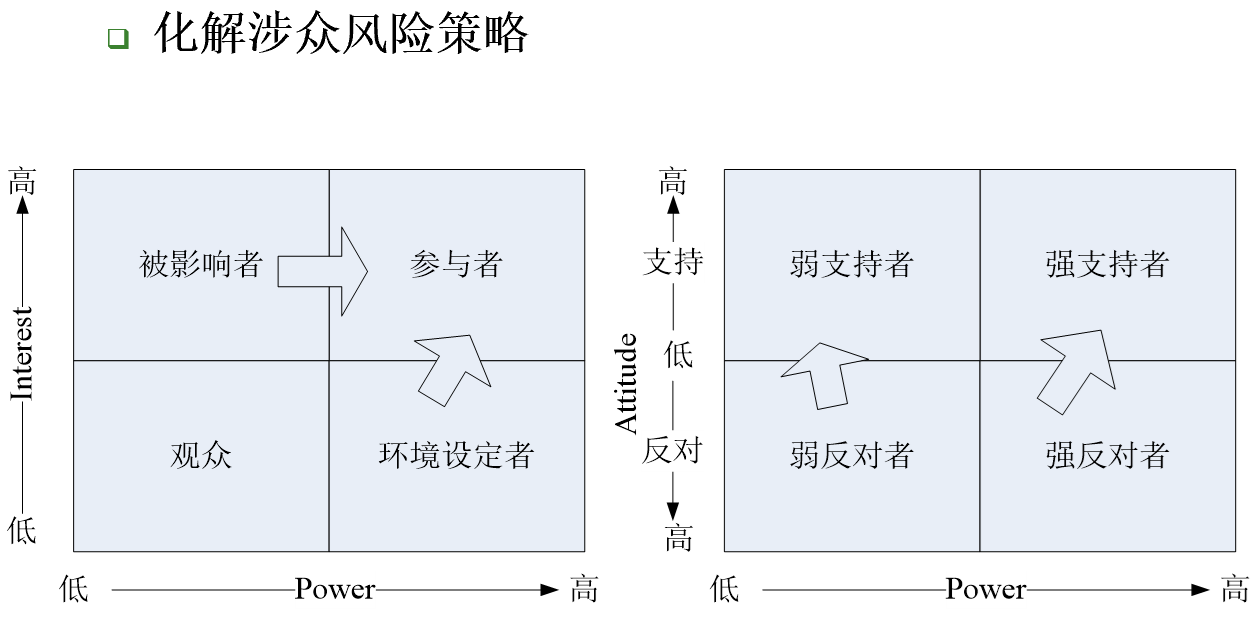 化解涉众风险策略
高
被影响者
参与者
Interest
观众
环境设定者
低
低
Power
高
高
支持
弱支持者
强支持者
低
Attitude
反对
弱反对者
强反对者
高
低
Power
高